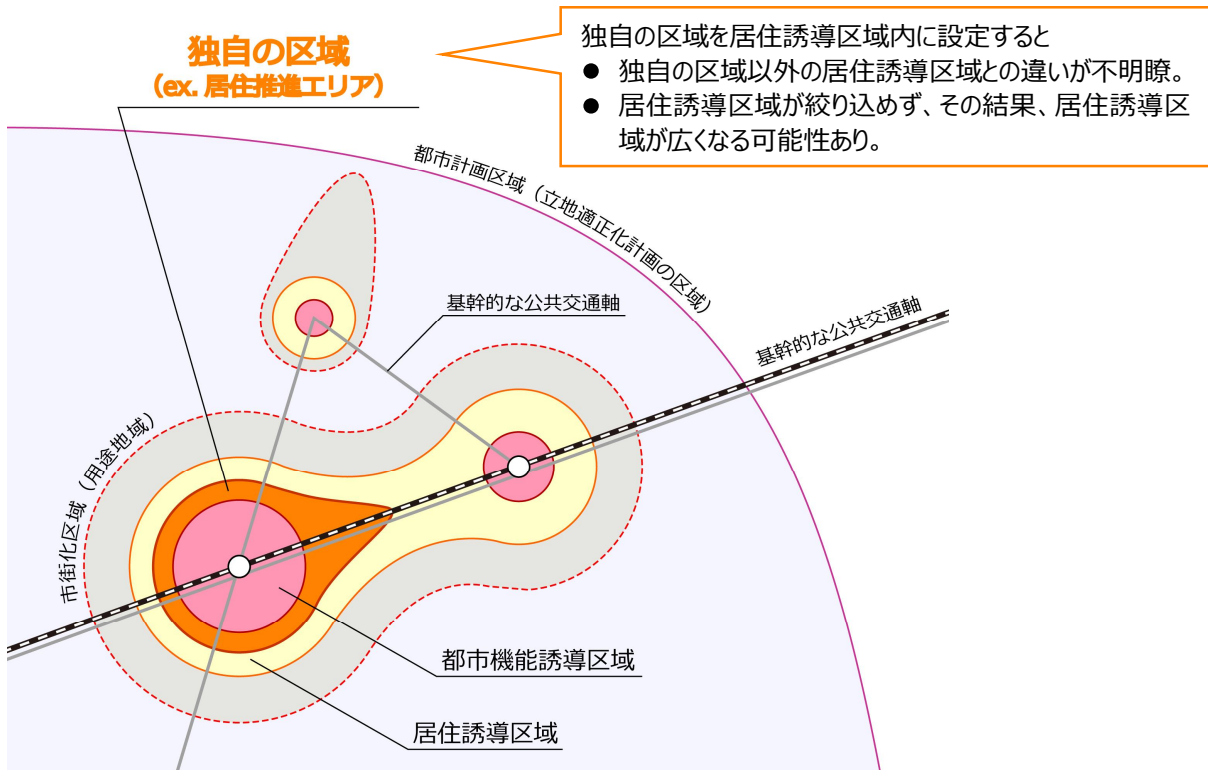 独自の区域
(ex. 居住推進エリア)
独自の区域を居住誘導区域内に設定すると
● 独自の区域以外の居住誘導区域との違いが不明瞭。
● 居住誘導区域が絞り込めず、その結果、居住誘導区
域が広くなる可能性あり。
都市計画区域（立地適正化計画の区域）
基幹的な公共交通軸
基幹的な公共交通軸
市街化区域（用途地域）
都市機能誘導区域
居住誘導区域